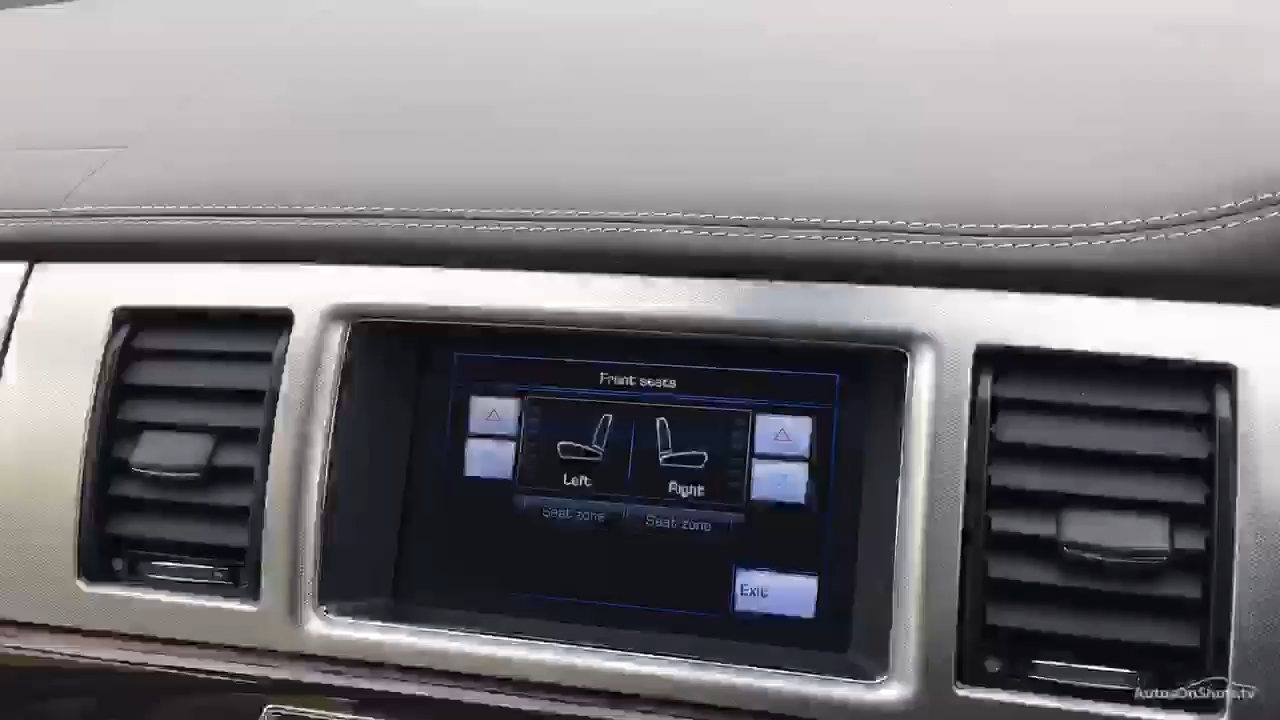 Front seats
Left Right
Seat zone Seat zone
Exit
AutosOnShow.tv